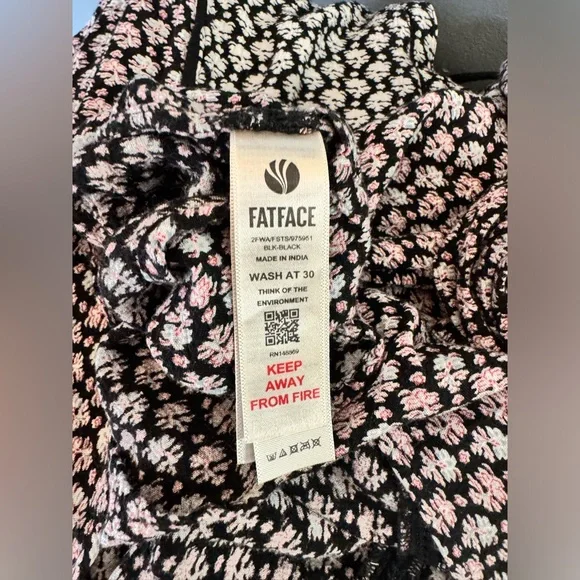 FATFACE
2FWA/FSTS/975951
BLK-BLACK
MADE IN INDIA
WASH AT 30
THINK OF THE
ENVIRONMENT
RN148869
KEEP
AWAY
FROM FIRE